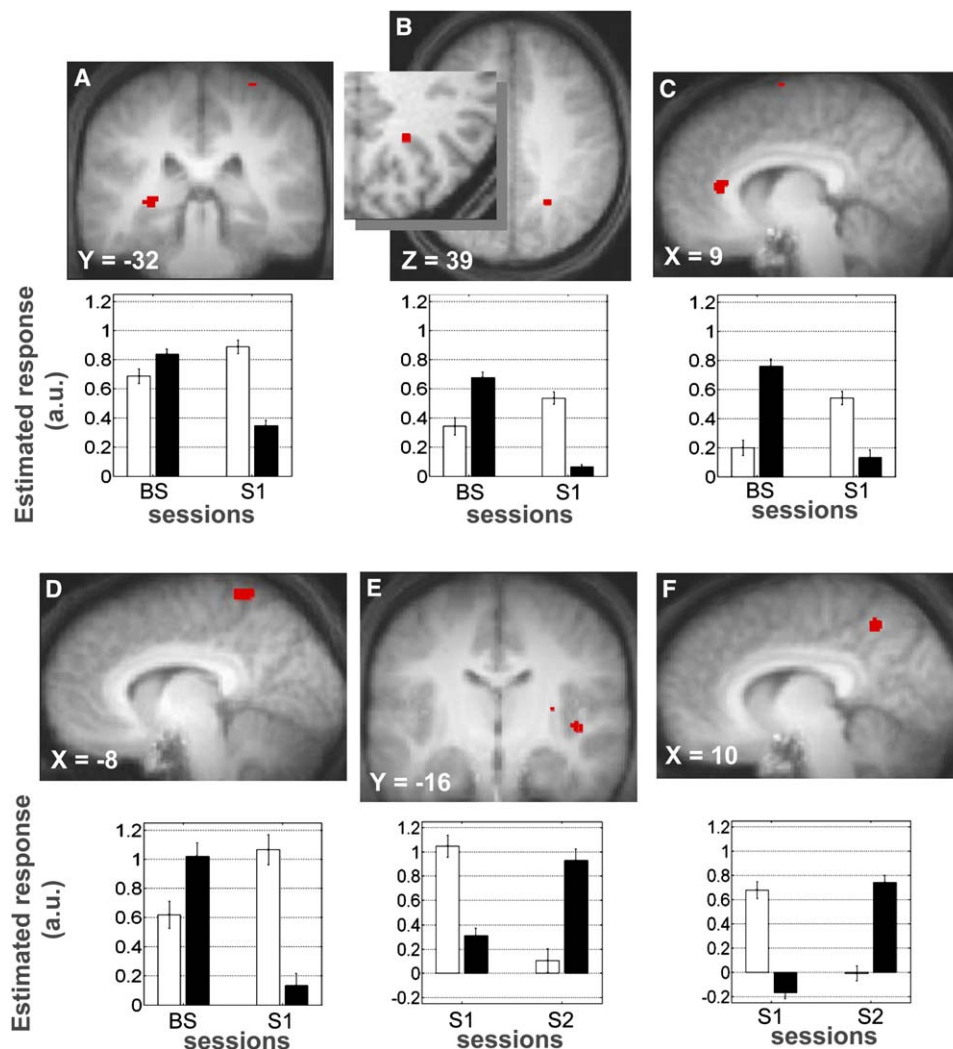 A
Y = -32
B
Z = 39
C
X = 9
Estimated response
(a.u.)
1.2
1
0.8
0.6
0.4
0.2
0
BS S1
sessions
1.2
1
0.8
0.6
0.4
0.2
0
BS S1
sessions
1.2
1
0.8
0.6
0.4
0.2
0
BS S1
sessions
D
X = -8
E
Y = -16
F
X = 10
Estimated response
(a.u.)
1.2
1
0.8
0.6
0.4
0.2
0
BS S1
sessions
1.2
1
0.8
0.6
0.4
0.2
0
-0.2
S1 S2
sessions
1.2
1
0.8
0.6
0.4
0.2
0
-0.2
S1 S2
sessions